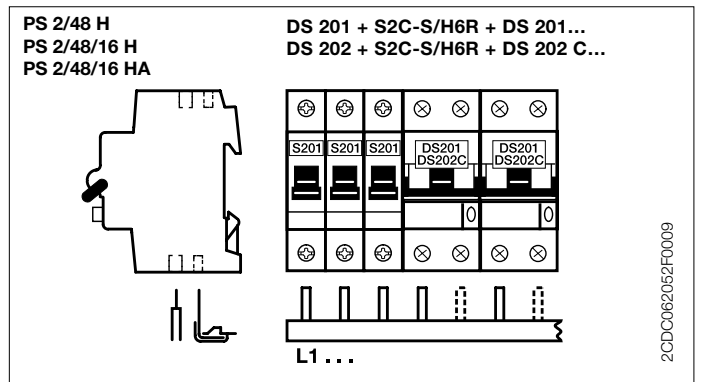 PS 2/48 H
PS 2/48/16 H
PS 2/48/16 HA
DS 201 + S2C-S/H6R + DS 201…
DS 202 + S2C-S/H6R + DS 202 C…
S201 S201 S201 DS201 DS201
DS202C DS202C
L1 . . .
2CDC062052F0009